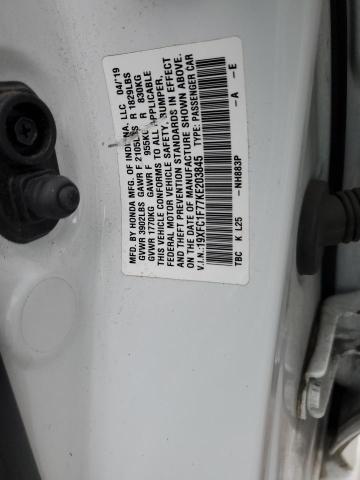 MFD. BY HONDA MFG. OF INDIANA, LLC 04/19
GVWR 3902LBS GAWR F 2105LBS R 1829LBS
GVWR 1770KG GAWR F 955KG R 830KG
THIS VEHICLE CONFORMS TO ALL APPLICABLE
FEDERAL MOTOR VEHICLE SAFETY, BUMPER,
AND THEFT PREVENTION STANDARDS IN EFFECT
ON THE DATE OF MANUFACTURE SHOWN ABOVE.
V.I.N.:19XFC1F77KE203845 TYPE: PASSENGER CAR
TBC K L25 -NH883P -A -E